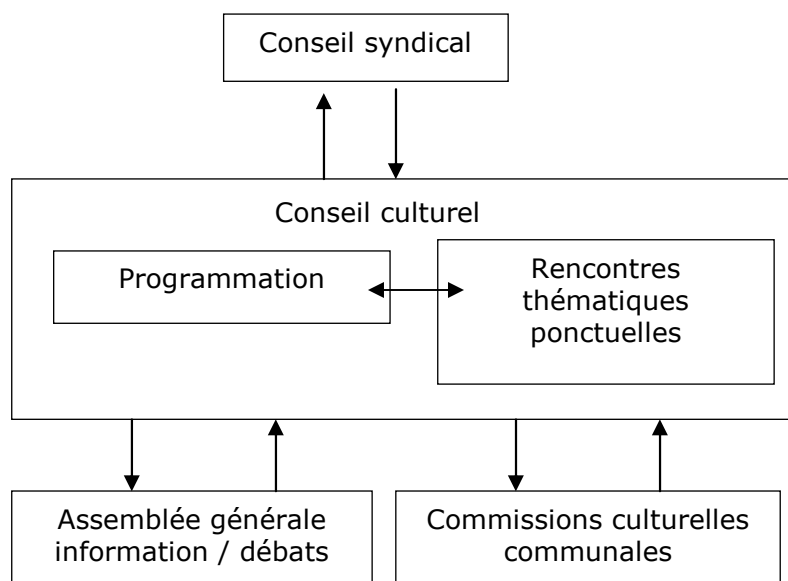 Conseil syndical
Conseil culturel
Programmation
Rencontres
thématiques
ponctuelles
Assemblée générale
information / débats
Commissions culturelles
communales